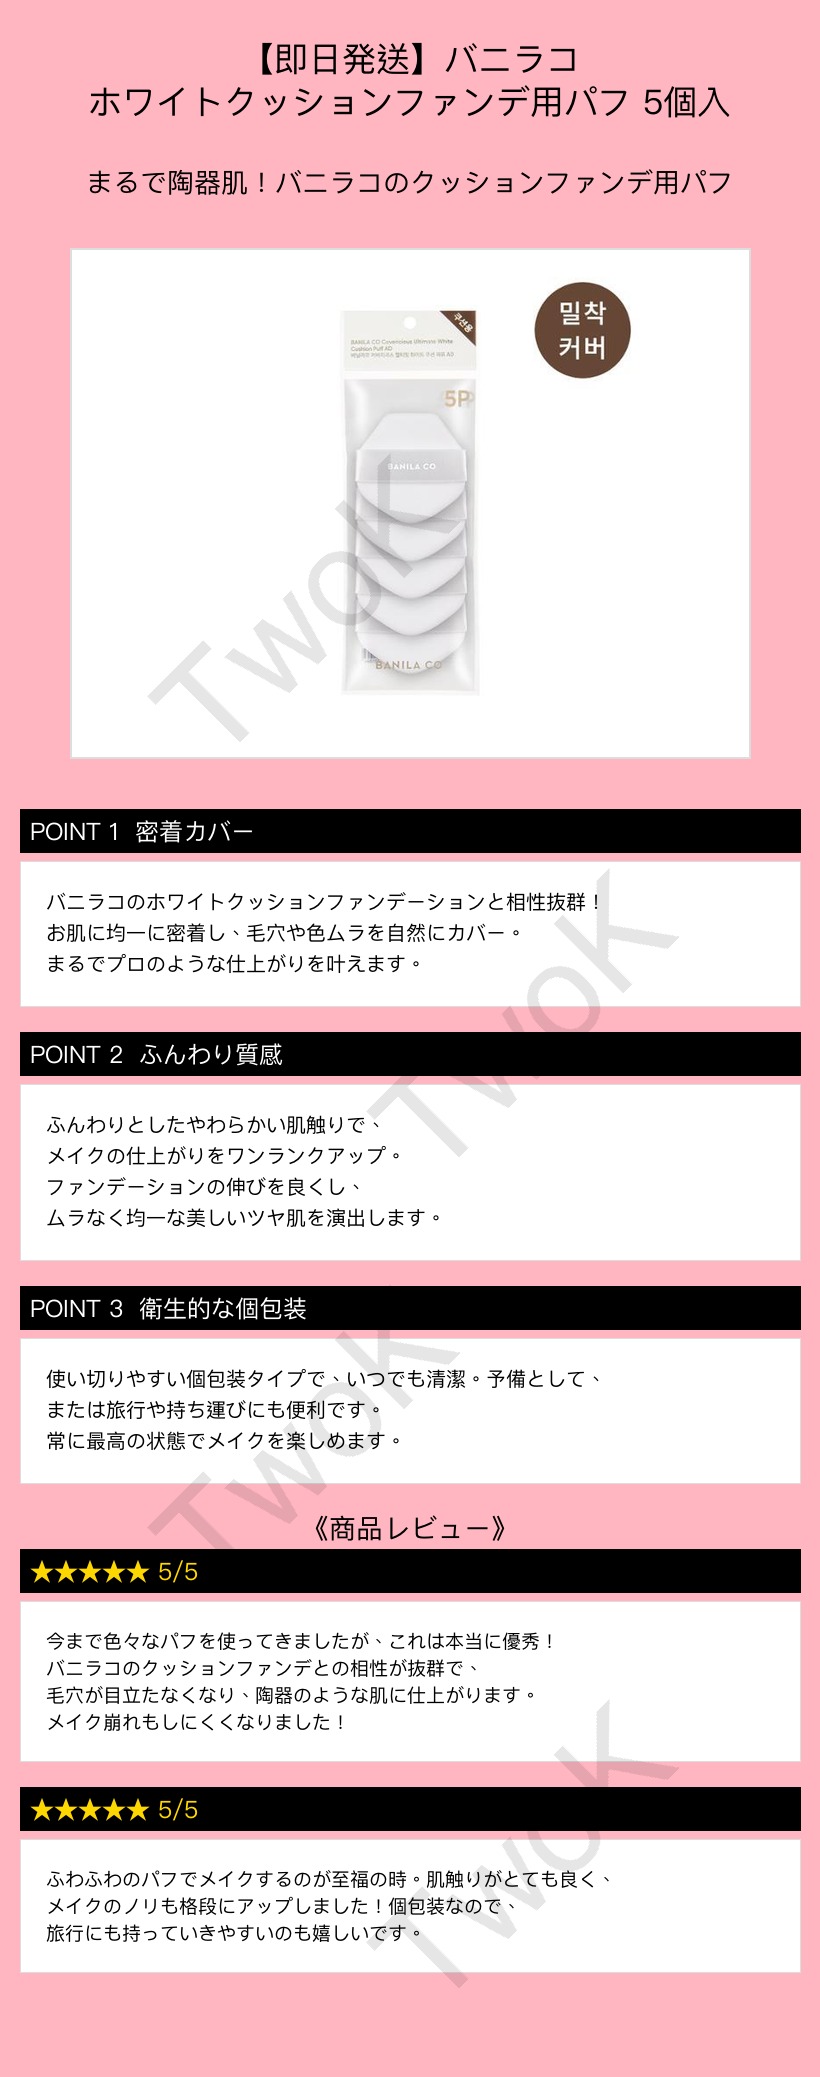 【即日発送】バニラコ
ホワイトクッションファンデ用パフ 5個入
まるで陶器肌！バニラコのクッションファンデ用パフ
밀착
커버
쿠션용
BANILA CO Covericious Ultimate White
Cushion Puff AD
바닐라코 커버리셔스 얼티밋 화이트 쿠션 퍼프 AD
5P
BANILA CO
BANILA CO
TwoK
POINT 1 密着カバー
バニラコのホワイトクッションファンデーションと相性抜群！
お肌に均一に密着し、毛穴や色ムラを自然にカバー。
まるでプロのような仕上がりを叶えます。
TwoK
POINT 2 ふんわり質感
ふんわりとしたやわらかい肌触りで、
メイクの仕上がりをワンランクアップ。
ファンデーションの伸びを良くし、
ムラなく均一な美しいツヤ肌を演出します。
POINT 3 衛生的な個包装
使い切りやすい個包装タイプで、いつでも清潔。予備として、
または旅行や持ち運びにも便利です。
常に最高の状態でメイクを楽しめます。
TwoK
《商品レビュー》
★★★★★ 5/5
今まで色々なパフを使ってきましたが、これは本当に優秀！
バニラコのクッションファンデとの相性が抜群で、
毛穴が目立たなくなり、陶器のような肌に仕上がります。
メイク崩れもしにくくなりました！
★★★★★ 5/5
ふわふわのパフでメイクするのが至福の時。肌触りがとても良く、
メイクのノリも格段にアップしました！個包装なので、
旅行にも持っていきやすいのも嬉しいです。
TwoK